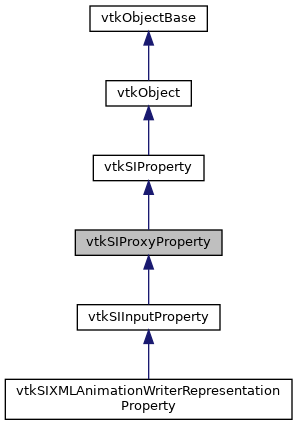 vtkObjectBase
vtkObject
vtkSIProperty
vtkSIProxyProperty
vtkSIInputProperty
vtkSIXMLAnimationWriterRepresentation
Property